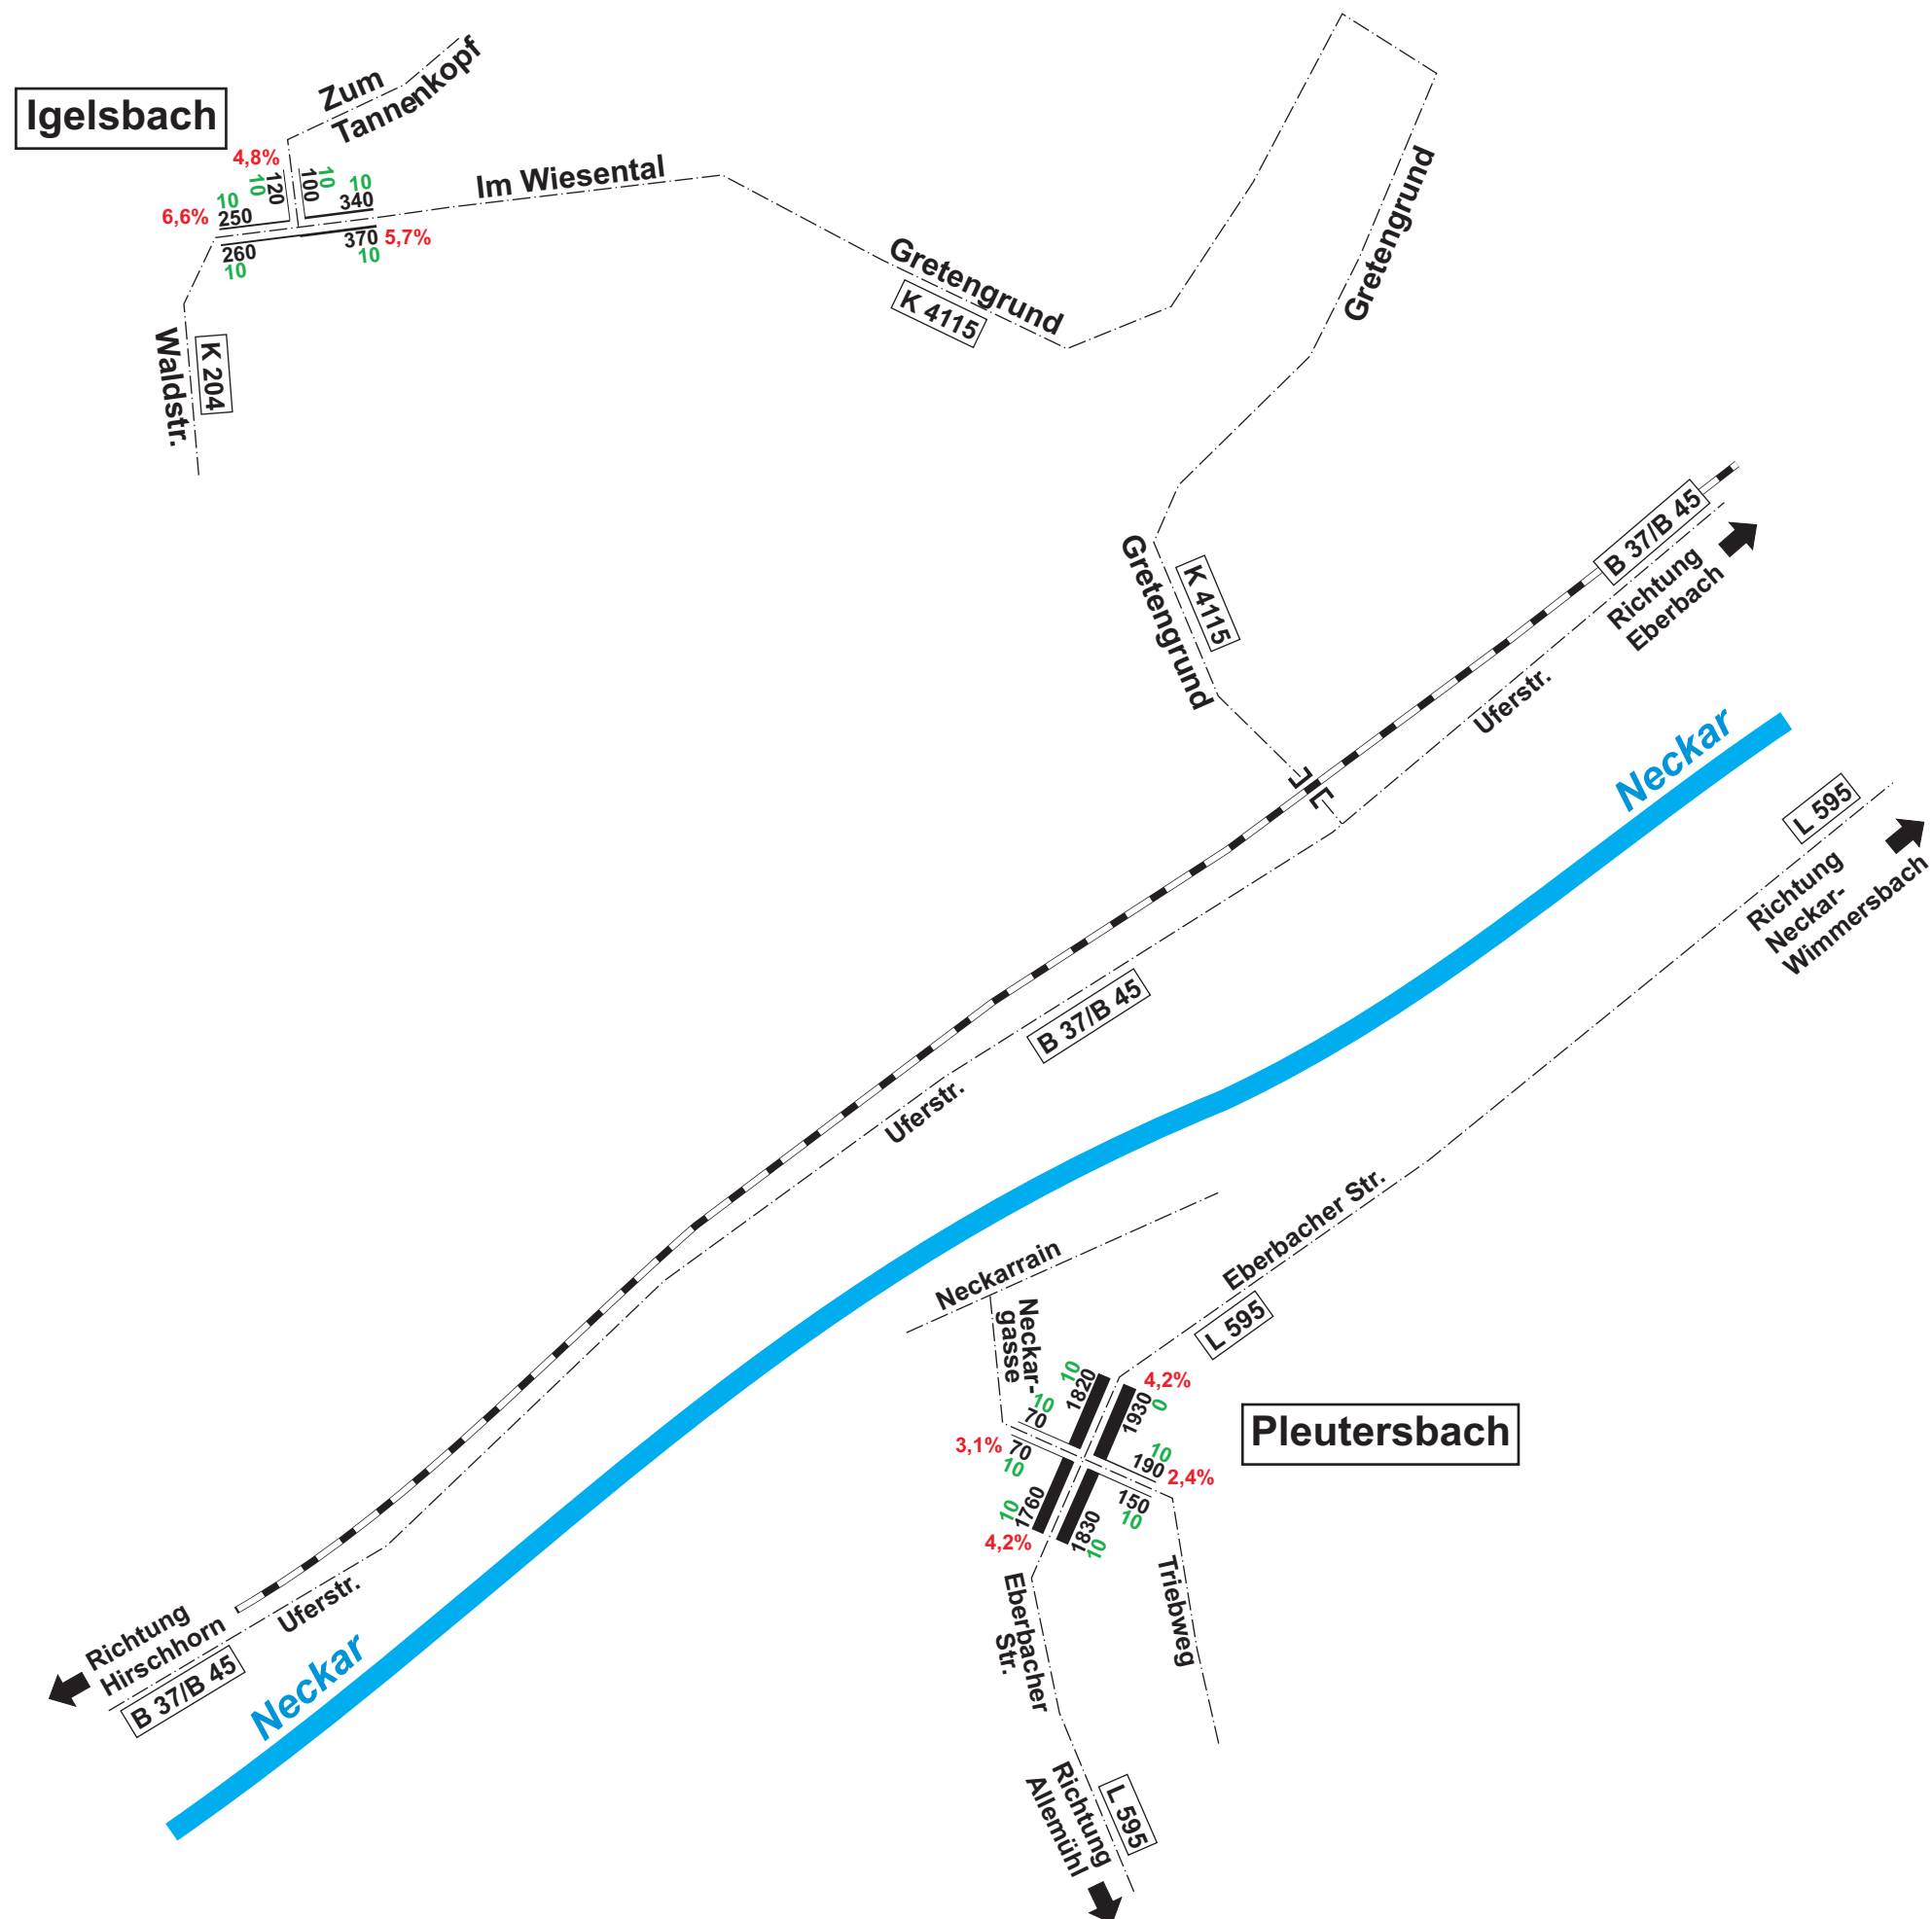 Igelsbach
Zum
Tannenkopf
4,8%
10
120
100
10
10
340
10
250
6,6%
260
10
370
5,7%
10
Im Wiesental
Waldstr.
K 204
Gretengrund
K 4115
Gretengrund
Gretengrund
K 4115
B 37/B 45
Richtung
Eberbach
Uferstr.
Neckar
L 595
Richtung
Neckar-
Wimmersbach
B 37/B 45
Uferstr.
Eberbacher Str.
L 595
Neckarrain
Neckar-
gasse
10
1820
4,2%
1930
0
10
70
3,1%
70
10
10
190
2,4%
150
10
10
1760
4,2%
1830
10
Pleutersbach
Eberbacher
Str.
Triebweg
Uferstr.
Richtung
Hirschhorn
B 37/B 45
Neckar
Richtung
Allemühl
L 595